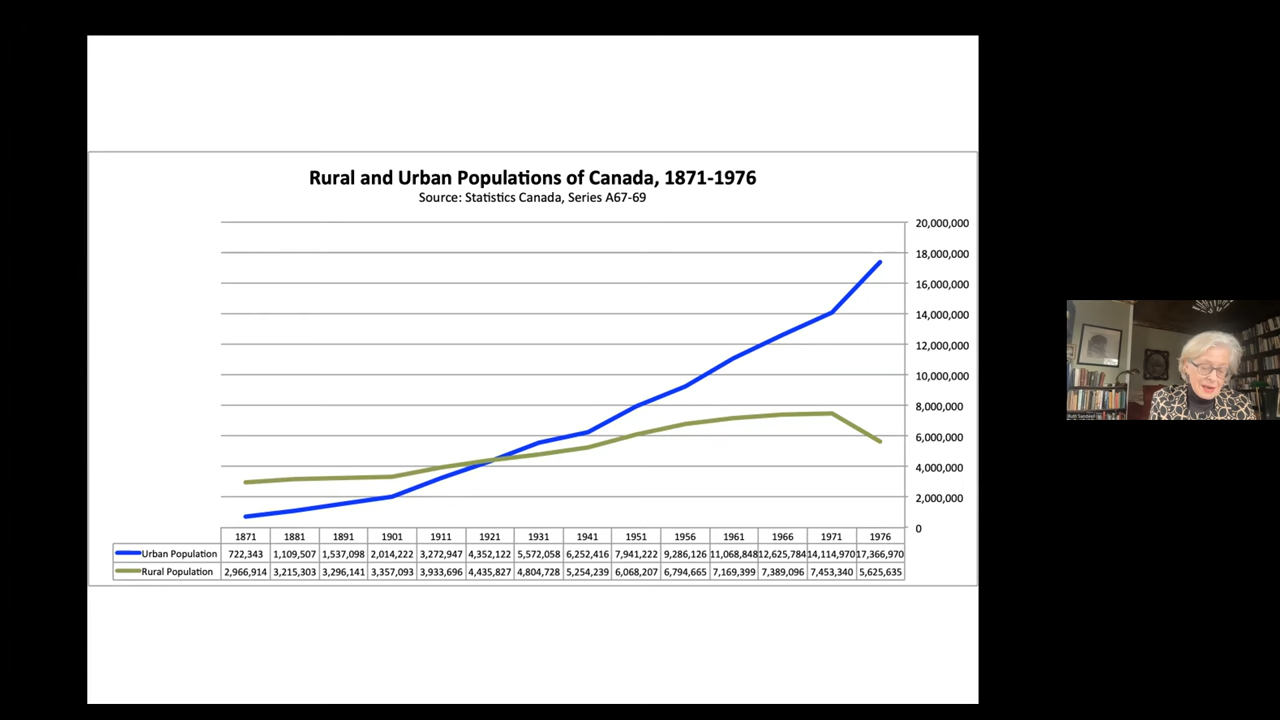 Rural and Urban Populations of Canada, 1871-1976
Source: Statistics Canada, Series A67-69
20,000,000
18,000,000
16,000,000
14,000,000
12,000,000
10,000,000
8,000,000
6,000,000
4,000,000
2,000,000
0
1871 1881 1891 1901 1911 1921 1931 1941 1951 1956 1961 1966 1971 1976
Urban Population 722,343 1,109,507 1,537,098 2,014,222 3,272,947 4,352,122 5,572,058 6,252,416 7,941,222 9,286,126 11,068,848 12,625,784 14,114,970 17,366,970
Rural Population 2,966,914 3,215,303 3,296,141 3,357,093 3,933,696 4,435,827 4,804,728 5,254,239 6,068,207 6,794,665 7,169,399 7,389,096 7,453,340 5,625,635
Ruth Sandwell